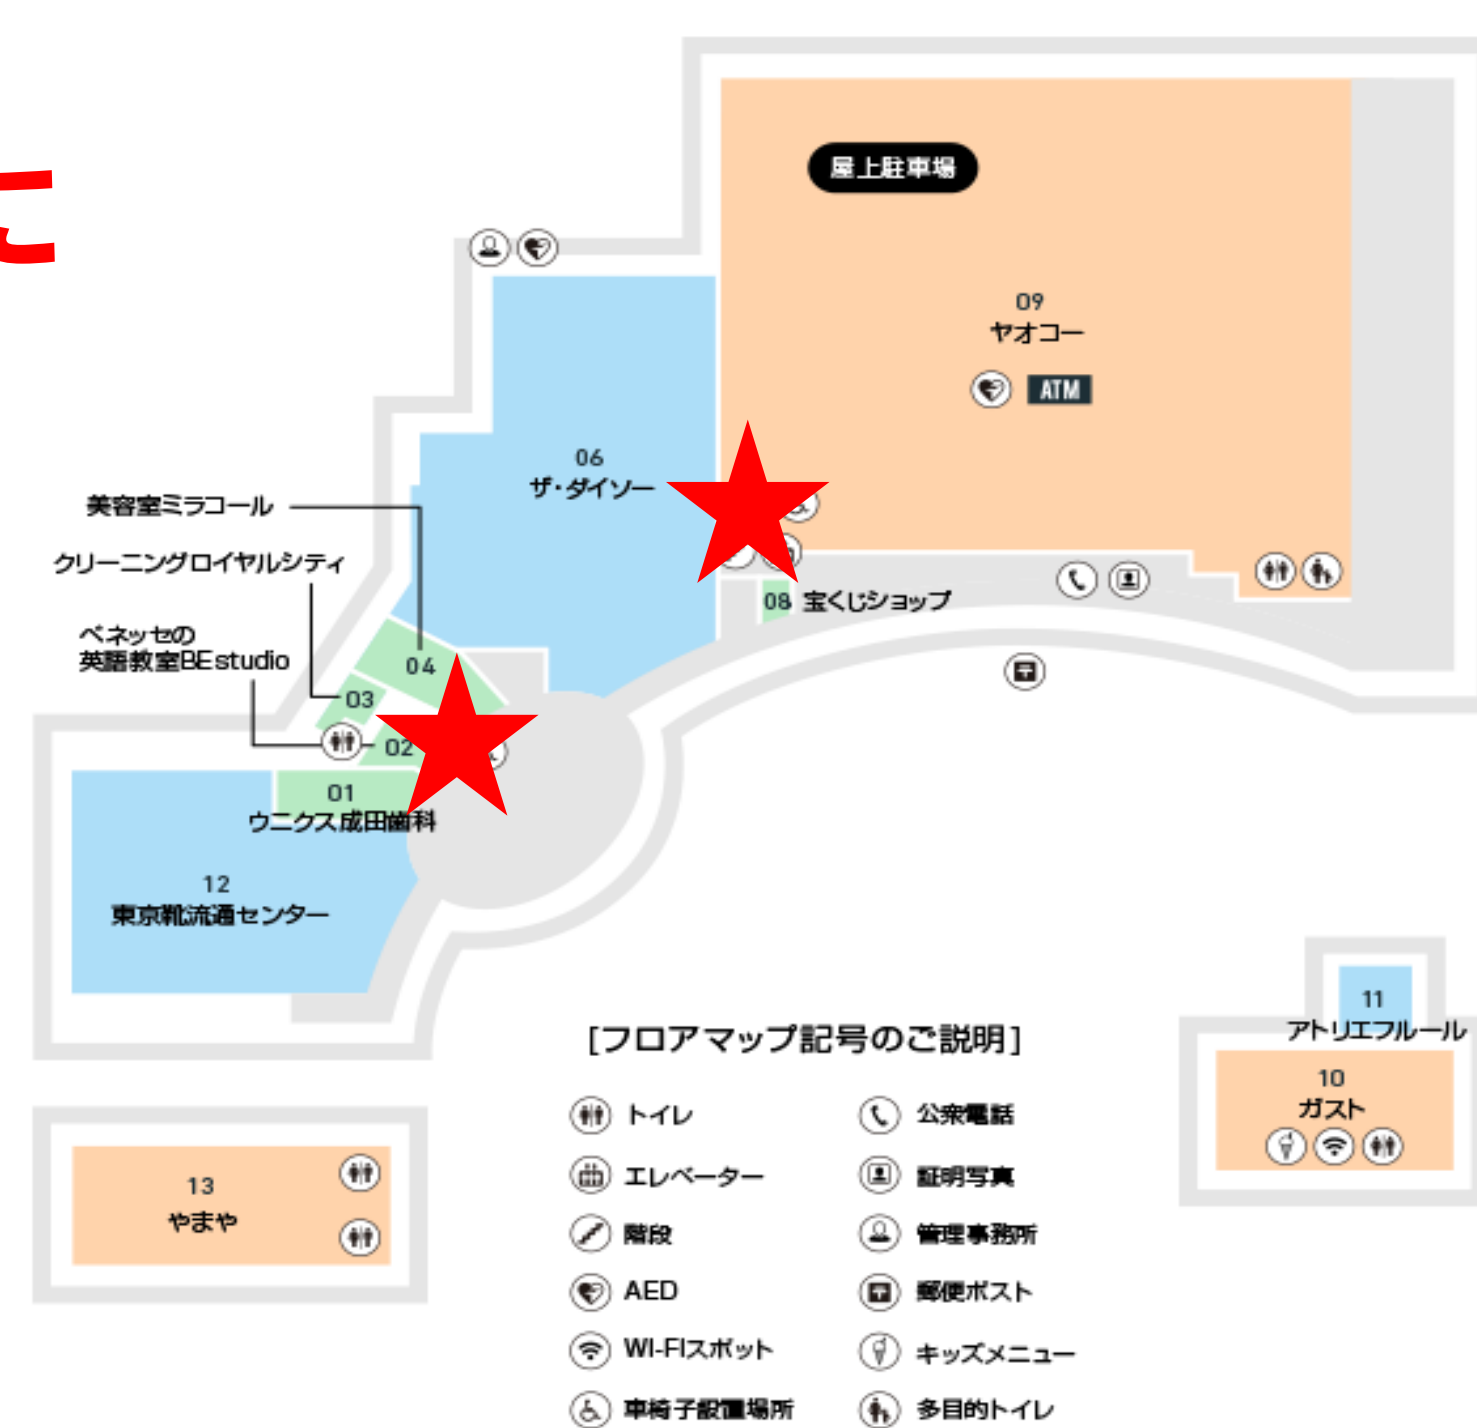 に
屋上駐車場
09
ヤオコー
ATM
06
ザ・ダイソー
美容室ミラコール
クリーニングロイヤルシティ
ベネッセの
英語教室BEstudio
04
03
02
01
ウニクス成田歯科
08 宝くじショップ
12
東京靴流通センター
11
アトリエフルール
10
ガスト
13
やまや
[フロアマップ記号のご説明]
トイレ
公衆電話
エレベーター
証明写真
階段
管理事務所
AED
郵便ポスト
WI-FIスポット
キッズメニュー
車椅子設置場所
多目的トイレ